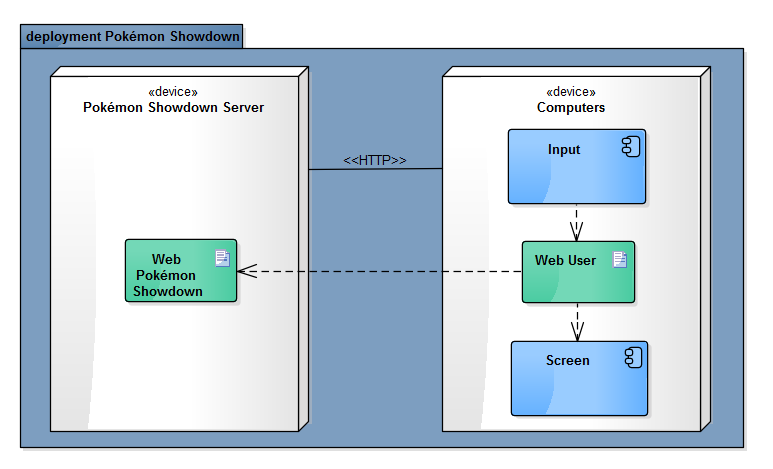 deployment Pokémon Showdown
«device»
Pokémon Showdown Server
Web
Pokémon
Showdown
<<HTTP>>
«device»
Computers
Input
Web User
Screen